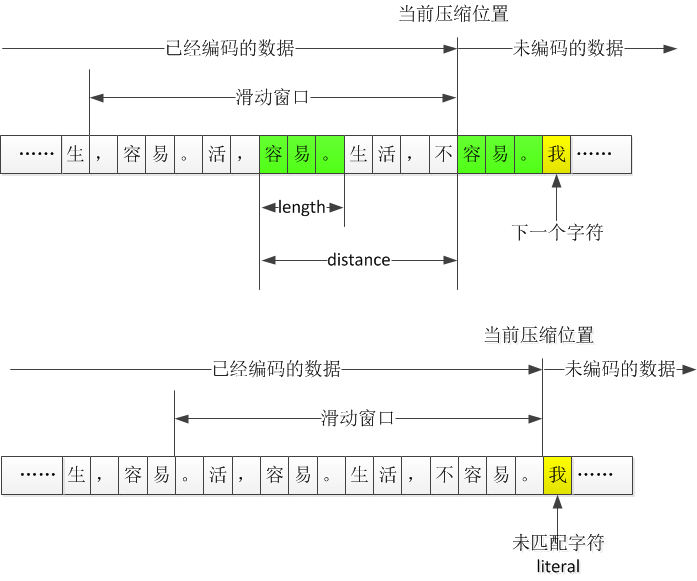 当前压缩位置
已经编码的数据 未编码的数据
滑动窗口
……生，容易。活，容易。生活，不容易。我……
length
下一个字符
distance
当前压缩位置
已经编码的数据 未编码的数据
滑动窗口
……生，容易。活，容易。生活，不容易。我……
未匹配字符
literal